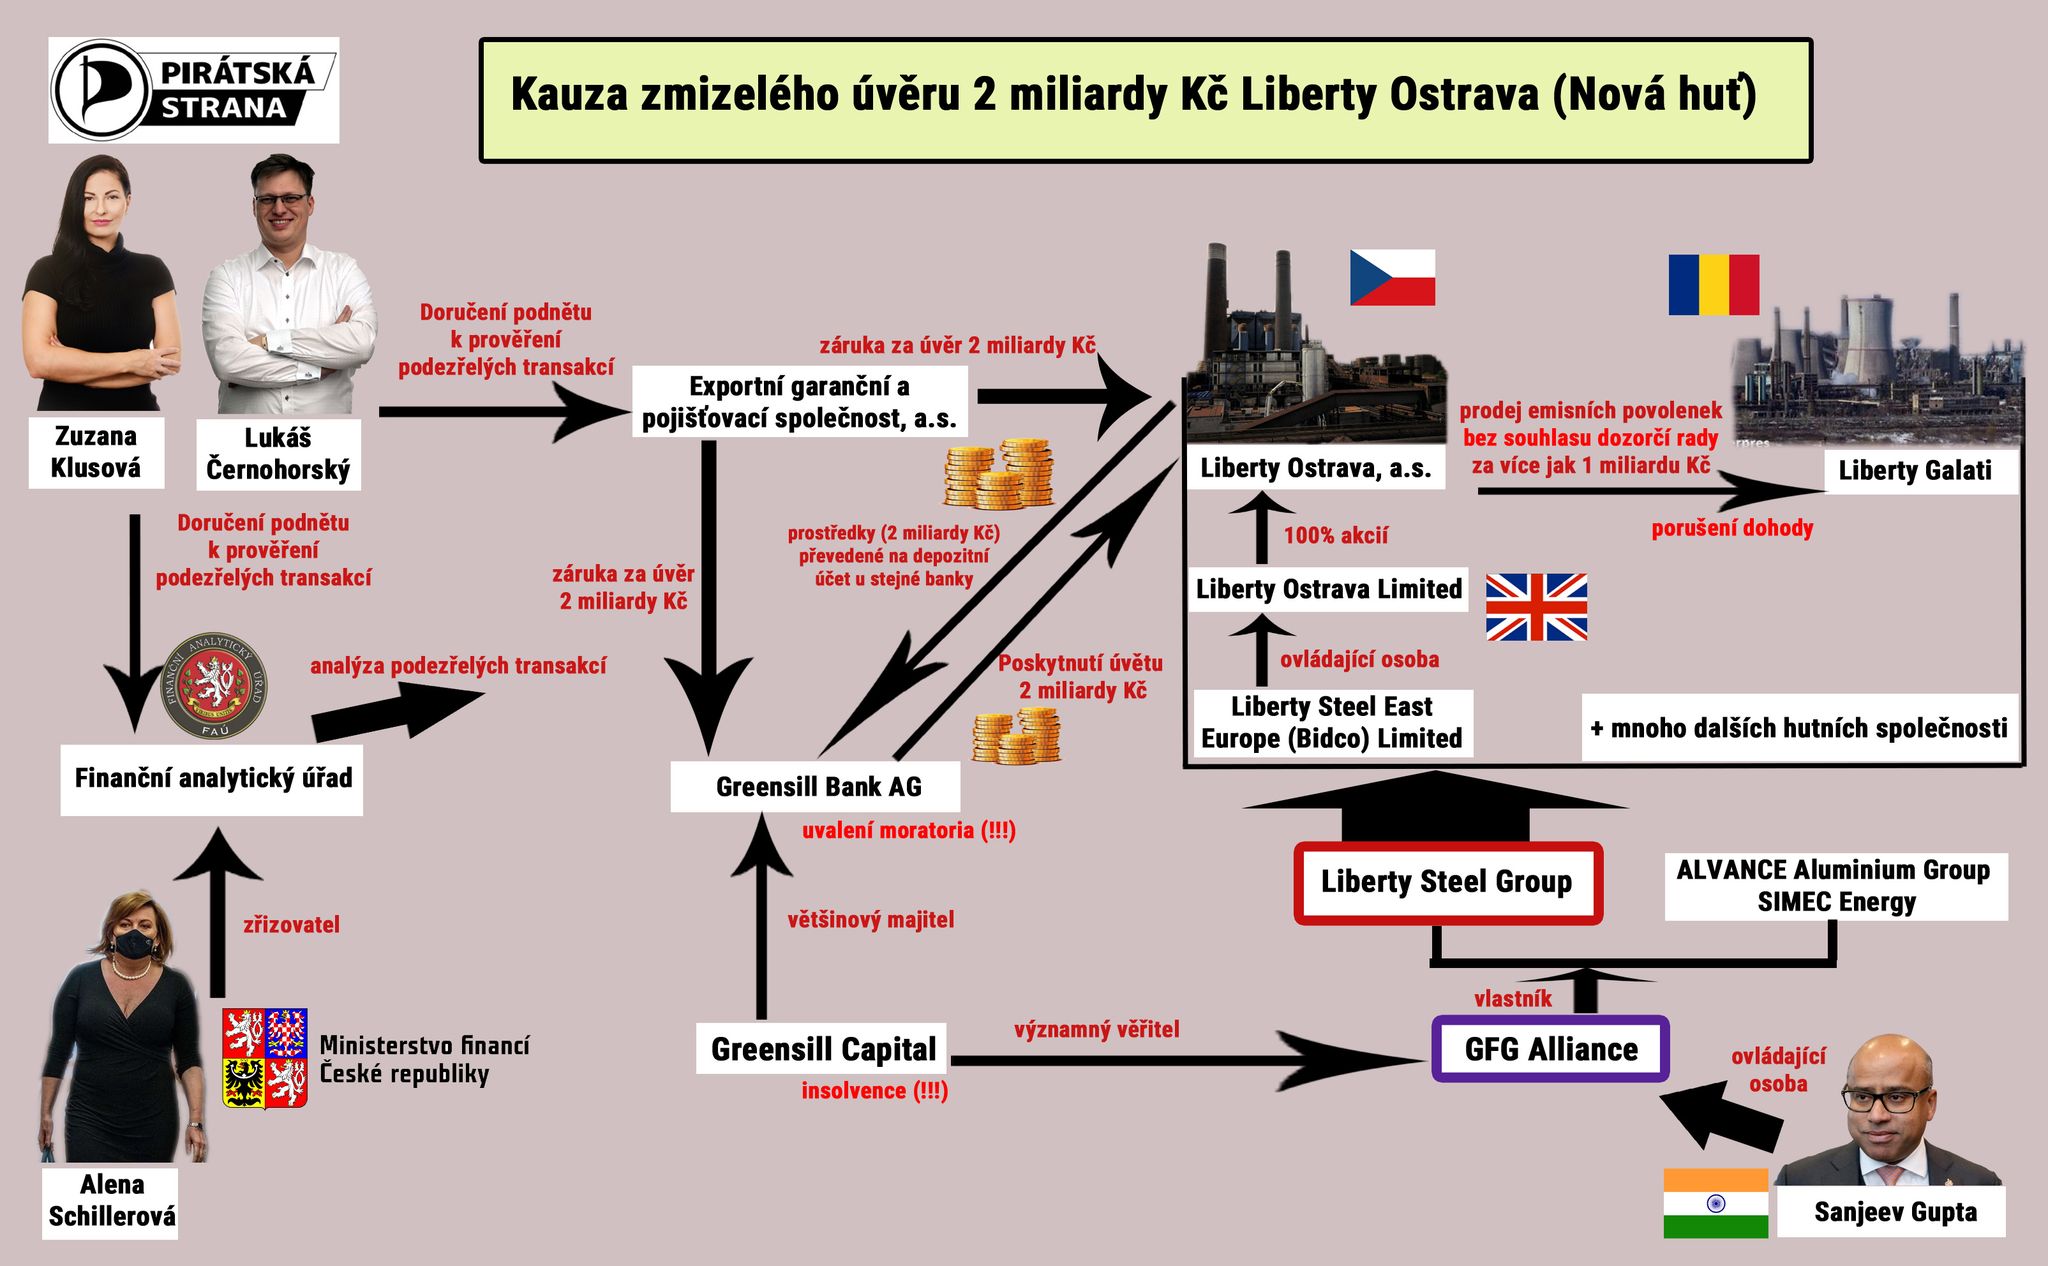 PIRÁTSKÁ
STRANA
Kauza zmizelého úvěru 2 miliardy Kč Liberty Ostrava (Nová huť)
Zuzana
Klusová
Lukáš
Černohorský
Doručení podnětu
k prověření
podezřelých transakcí
Exportní garanční a
pojišťovací společnost, a.s.
záruka za úvěr 2 miliardy Kč
Liberty Ostrava, a.s.
prodej emisních povolenek
bez souhlasu dozorčí rady
za více jak 1 miliardu Kč
porušení dohody
Liberty Galati
Doručení podnětu
k prověření
podezřelých transakcí
záruka za úvěr
2 miliardy Kč
prostředky (2 miliardy Kč)
převedené na depozitní
účet u stejné banky
100% akcií
Liberty Ostrava Limited
ovládající osoba
Liberty Steel East
Europe (Bidco) Limited
+ mnoho dalších hutních společnosti
FINANČNÍ ANALYTICKÝ ÚŘAD
FAÚ
analýza podezřelých transakcí
Poskytnutí úvětu
2 miliardy Kč
Finanční analytický úřad
Greensill Bank AG
uvalení moratoria (!!!)
Liberty Steel Group
ALVANCE Aluminium Group
SIMEC Energy
zřizovatel
většinový majitel
vlastník
Ministerstvo financí
České republiky
Greensill Capital
insolvence (!!!)
významný věřitel
GFG Alliance
ovládající
osoba
Alena
Schillerová
Sanjeev Gupta